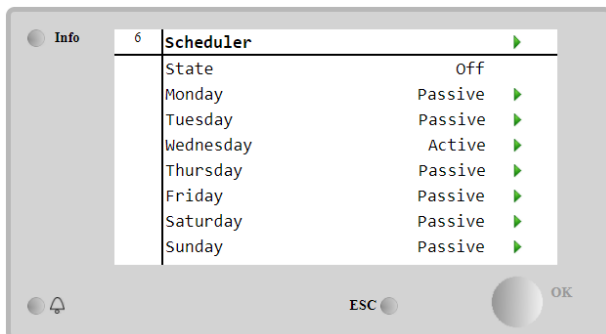 Info
6 Scheduler
State Off
Monday Passive
Tuesday Passive
Wednesday Active
Thursday Passive
Friday Passive
Saturday Passive
Sunday Passive
ESC
OK